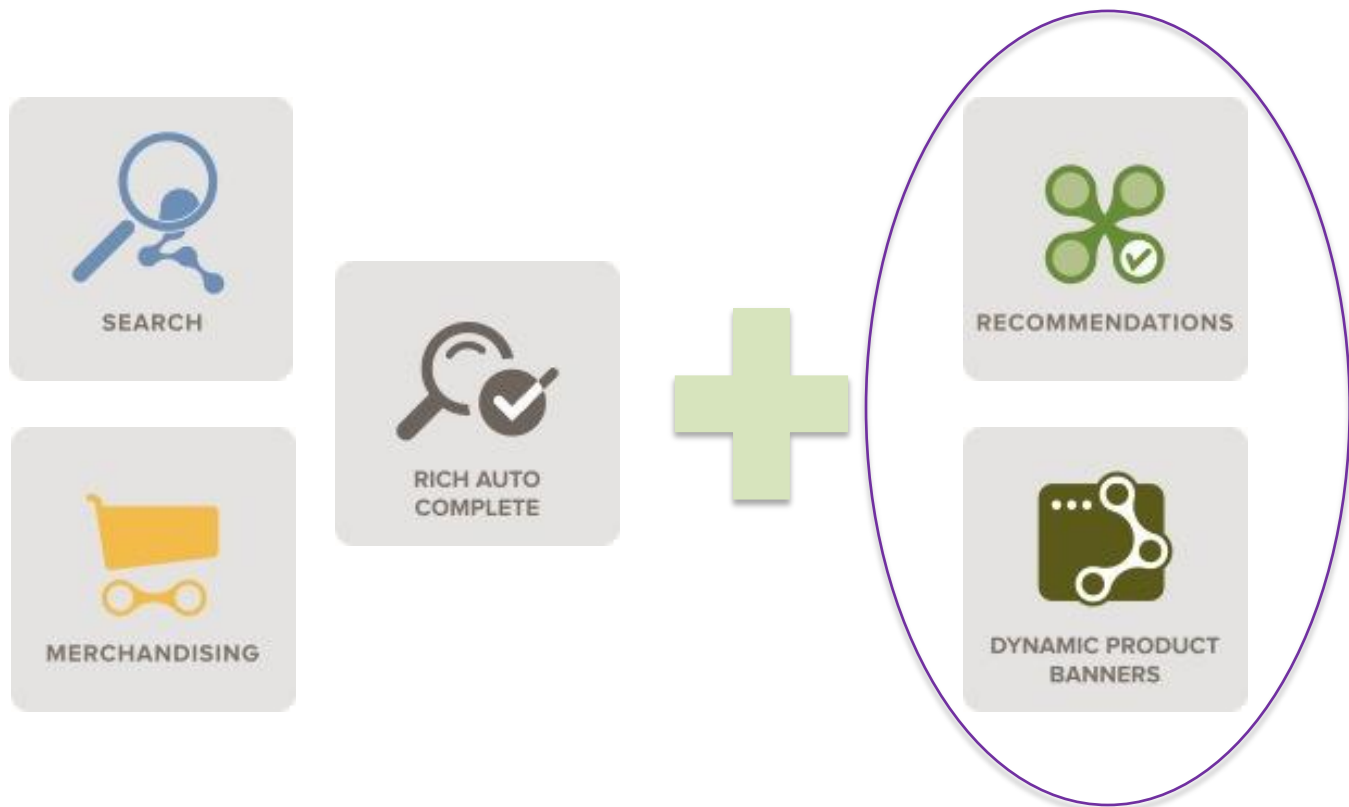 SEARCH
MERCHANDISING
RICH AUTO
COMPLETE
RECOMMENDATIONS
DYNAMIC PRODUCT
BANNERS